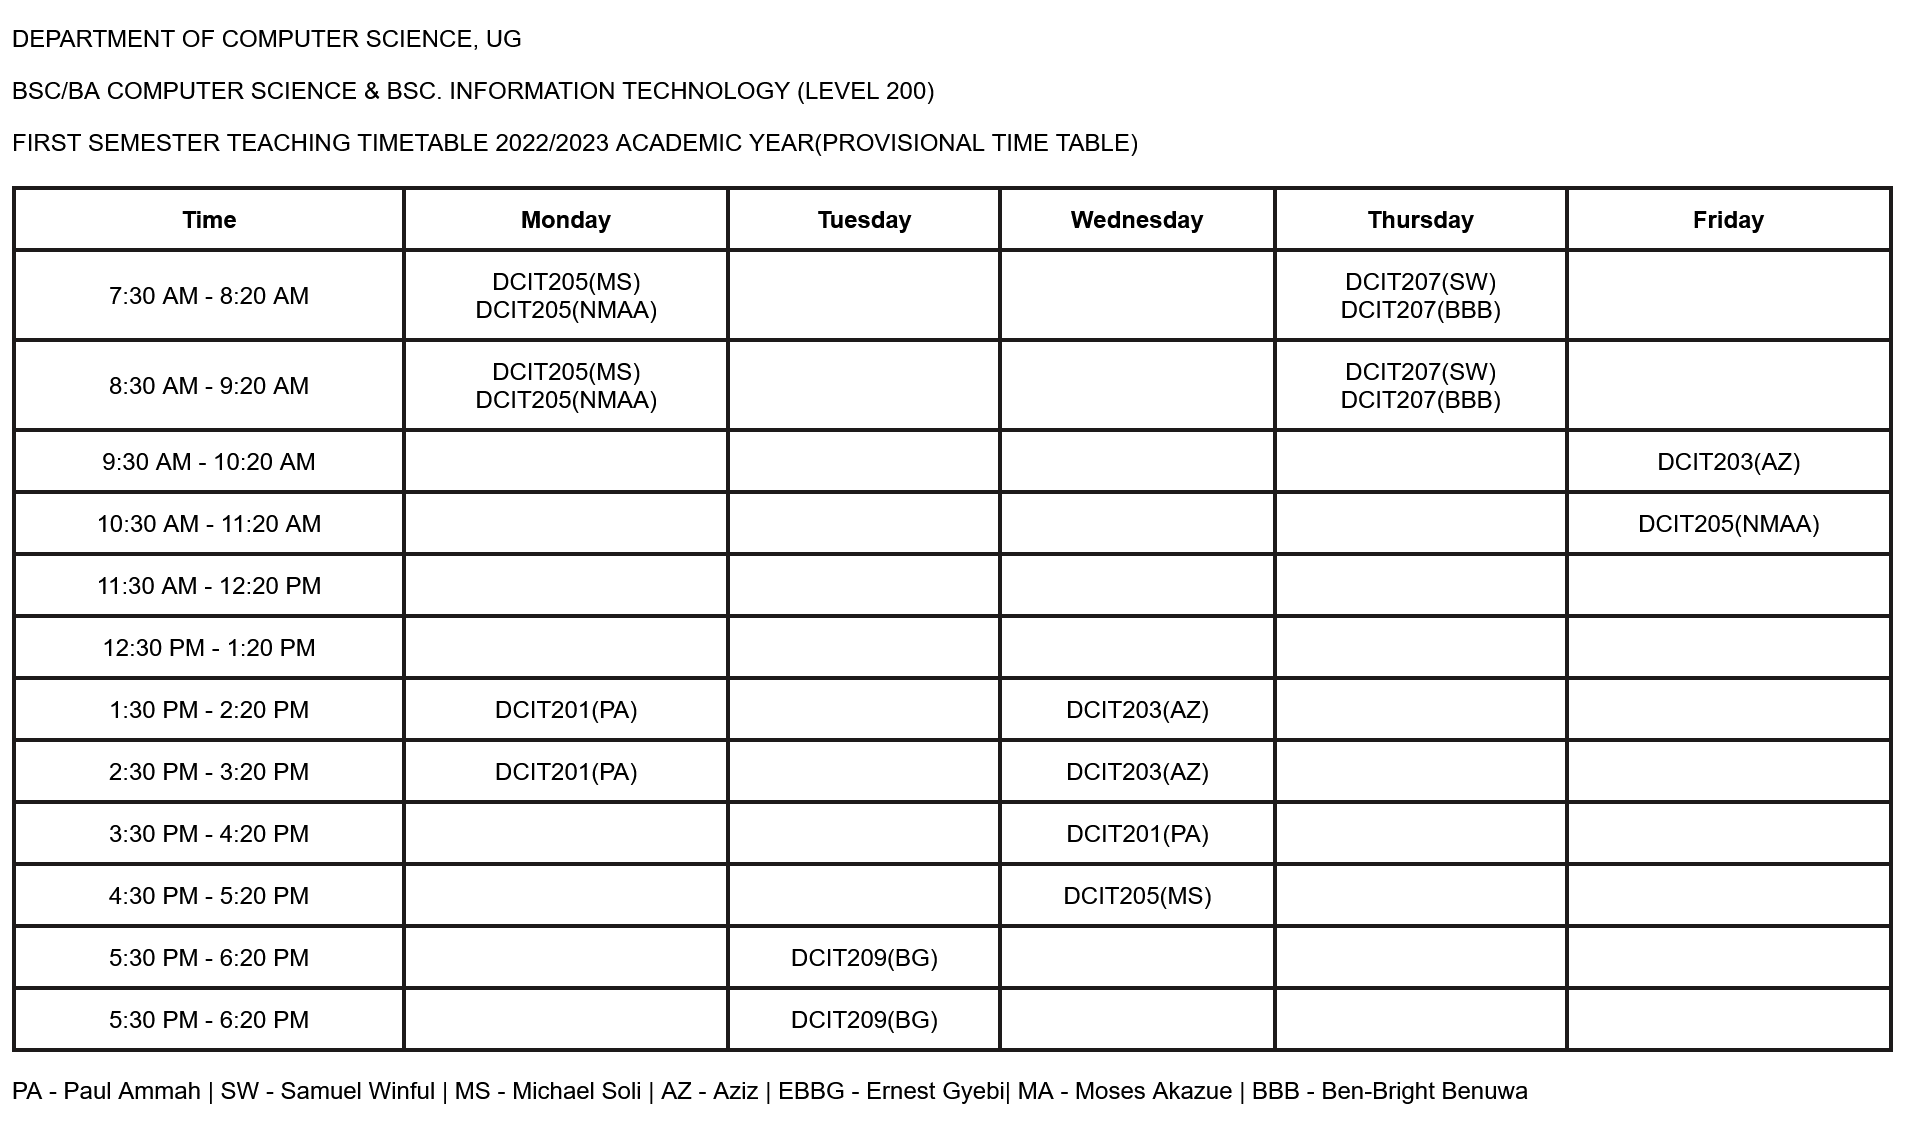 DEPARTMENT OF COMPUTER SCIENCE, UG
BSC/BA COMPUTER SCIENCE & BSC. INFORMATION TECHNOLOGY (LEVEL 200)
FIRST SEMESTER TEACHING TIMETABLE 2022/2023 ACADEMIC YEAR(PROVISIONAL TIME TABLE)
Time Monday Tuesday Wednesday Thursday Friday
7:30 AM - 8:20 AM DCIT205(MS) DCIT207(SW)
DCIT205(NMAA) DCIT207(BBB)
8:30 AM - 9:20 AM DCIT205(MS) DCIT207(SW)
DCIT205(NMAA) DCIT207(BBB)
9:30 AM - 10:20 AM DCIT203(AZ)
10:30 AM - 11:20 AM DCIT205(NMAA)
11:30 AM - 12:20 PM
12:30 PM - 1:20 PM
1:30 PM - 2:20 PM DCIT201(PA) DCIT203(AZ)
2:30 PM - 3:20 PM DCIT201(PA) DCIT203(AZ)
3:30 PM - 4:20 PM DCIT201(PA)
4:30 PM - 5:20 PM DCIT205(MS)
5:30 PM - 6:20 PM DCIT209(BG)
5:30 PM - 6:20 PM DCIT209(BG)
PA - Paul Ammah | SW - Samuel Winful | MS - Michael Soli | AZ - Aziz | EBBG - Ernest Gyebi| MA - Moses Akazue | BBB - Ben-Bright Benuwa